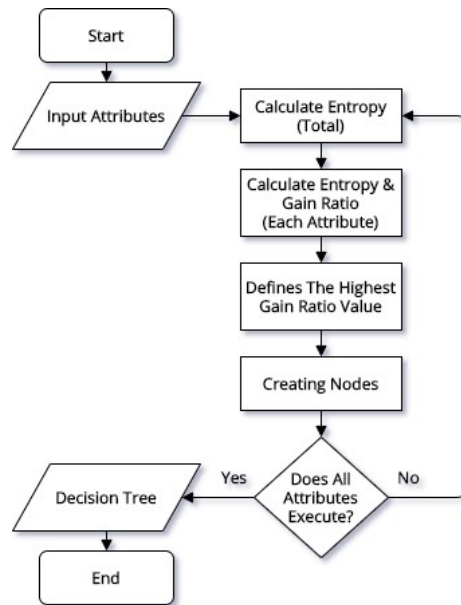 Start
Input Attributes
Calculate Entropy
(Total)
Calculate Entropy &
Gain Ratio
(Each Attribute)
Defines The Highest
Gain Ratio Value
Creating Nodes
Does All
Attributes
Execute?
Yes
No
Decision Tree
End